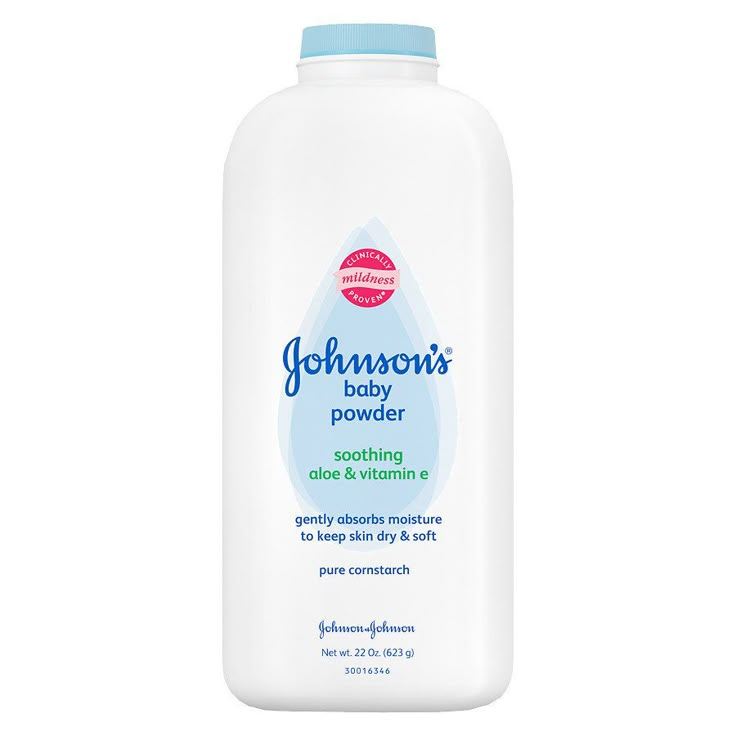 CLINICALLY
mildness
PROVEN®
Johnson's®
baby
powder
soothing
aloe & vitamin e
gently absorbs moisture
to keep skin dry & soft
pure cornstarch
Johnson & Johnson
Net wt. 22 Oz. (623 g)
30016346